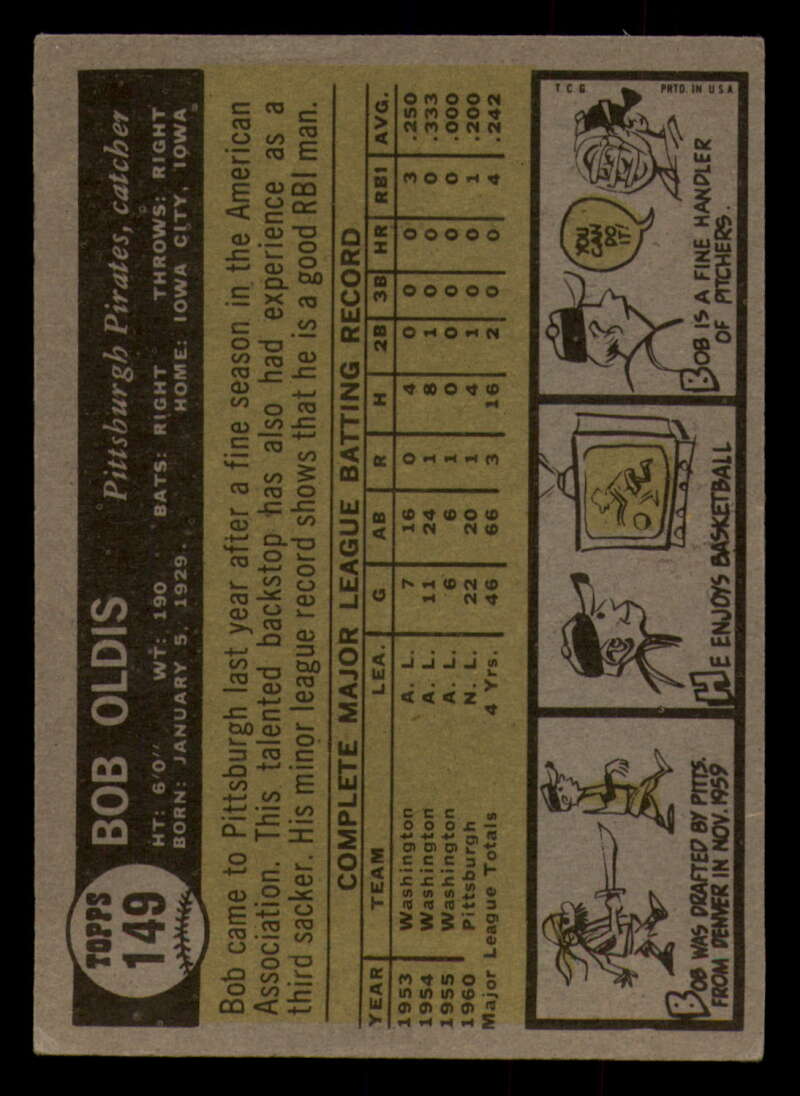 TOPPS
149
BOB OLDIS · Pittsburgh Pirates, catcher
HT: 6'0" WT: 190 · BATS: RIGHT THROWS: RIGHT
BORN: JANUARY 5, 1929. HOME: IOWA CITY, IOWA
Bob came to Pittsburgh last year after a fine season in the American
Association. This talented backstop has also had experience as a
third sacker. His minor league record shows that he is a good RBI man.
COMPLETE MAJOR LEAGUE BATTING RECORD
YEAR TEAM LEA. G AB R H 2B 3B HR RBI AVG.
1953 Washington A. L. 7 16 0 4 0 0 0 3 .250
1954 Washington A. L. 11 24 1 8 1 0 0 0 .333
1955 Washington A. L. 6 6 1 0 0 0 0 0 .000
1960 Pittsburgh N. L. 22 20 1 4 1 0 0 1 .200
Major League Totals 4 Yrs. 46 66 3 16 2 0 0 4 .242
BOB WAS DRAFTED BY PITTS.
FROM DENVER IN NOV. 1959
HE ENJOYS BASKETBALL
T. C. G. PRTD. IN U S A
YOU
CAN
DO
IT!
BOB IS A FINE HANDLER
OF PITCHERS.